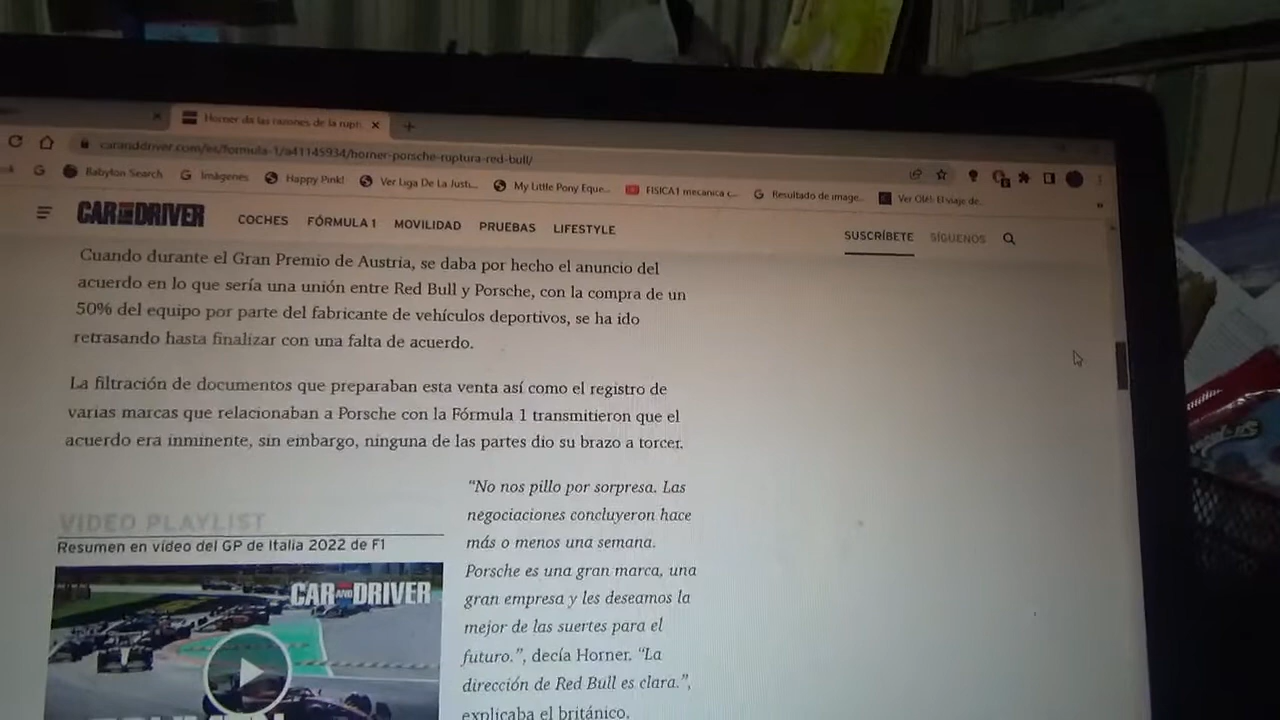 Horner da las razones de la rupt
caranddriver.com/es/formula-1/a41145934/horner-porsche-ruptura-red-bull/
Babylon Search
Imágenes
Happy Pink!
Ver Liga De La Justi...
My Little Pony Eque...
FISICA1 mecanica c...
Resultado de image...
Ver Olé!: El viaje de
CAR AND DRIVER
COCHES
FÓRMULA 1
MOVILIDAD
PRUEBAS
LIFESTYLE
SUSCRÍBETE
SÍGUENOS
Cuando durante el Gran Premio de Austria, se daba por hecho el anuncio del
acuerdo en lo que sería una unión entre Red Bull y Porsche, con la compra de un
50% del equipo por parte del fabricante de vehículos deportivos, se ha ido
retrasando hasta finalizar con una falta de acuerdo.
La filtración de documentos que preparaban esta venta así como el registro de
varias marcas que relacionaban a Porsche con la Fórmula 1 transmitieron que el
acuerdo era inminente, sin embargo, ninguna de las partes dio su brazo a torcer.
VIDEO PLAYLIST
Resumen en vídeo del GP de Italia 2022 de F1
CAR AND DRIVER
“No nos pillo por sorpresa. Las
negociaciones concluyeron hace
más o menos una semana.
Porsche es una gran marca, una
gran empresa y les deseamos la
mejor de las suertes para el
futuro.”, decía Horner. “La
dirección de Red Bull es clara.”,
explicaba el británico.